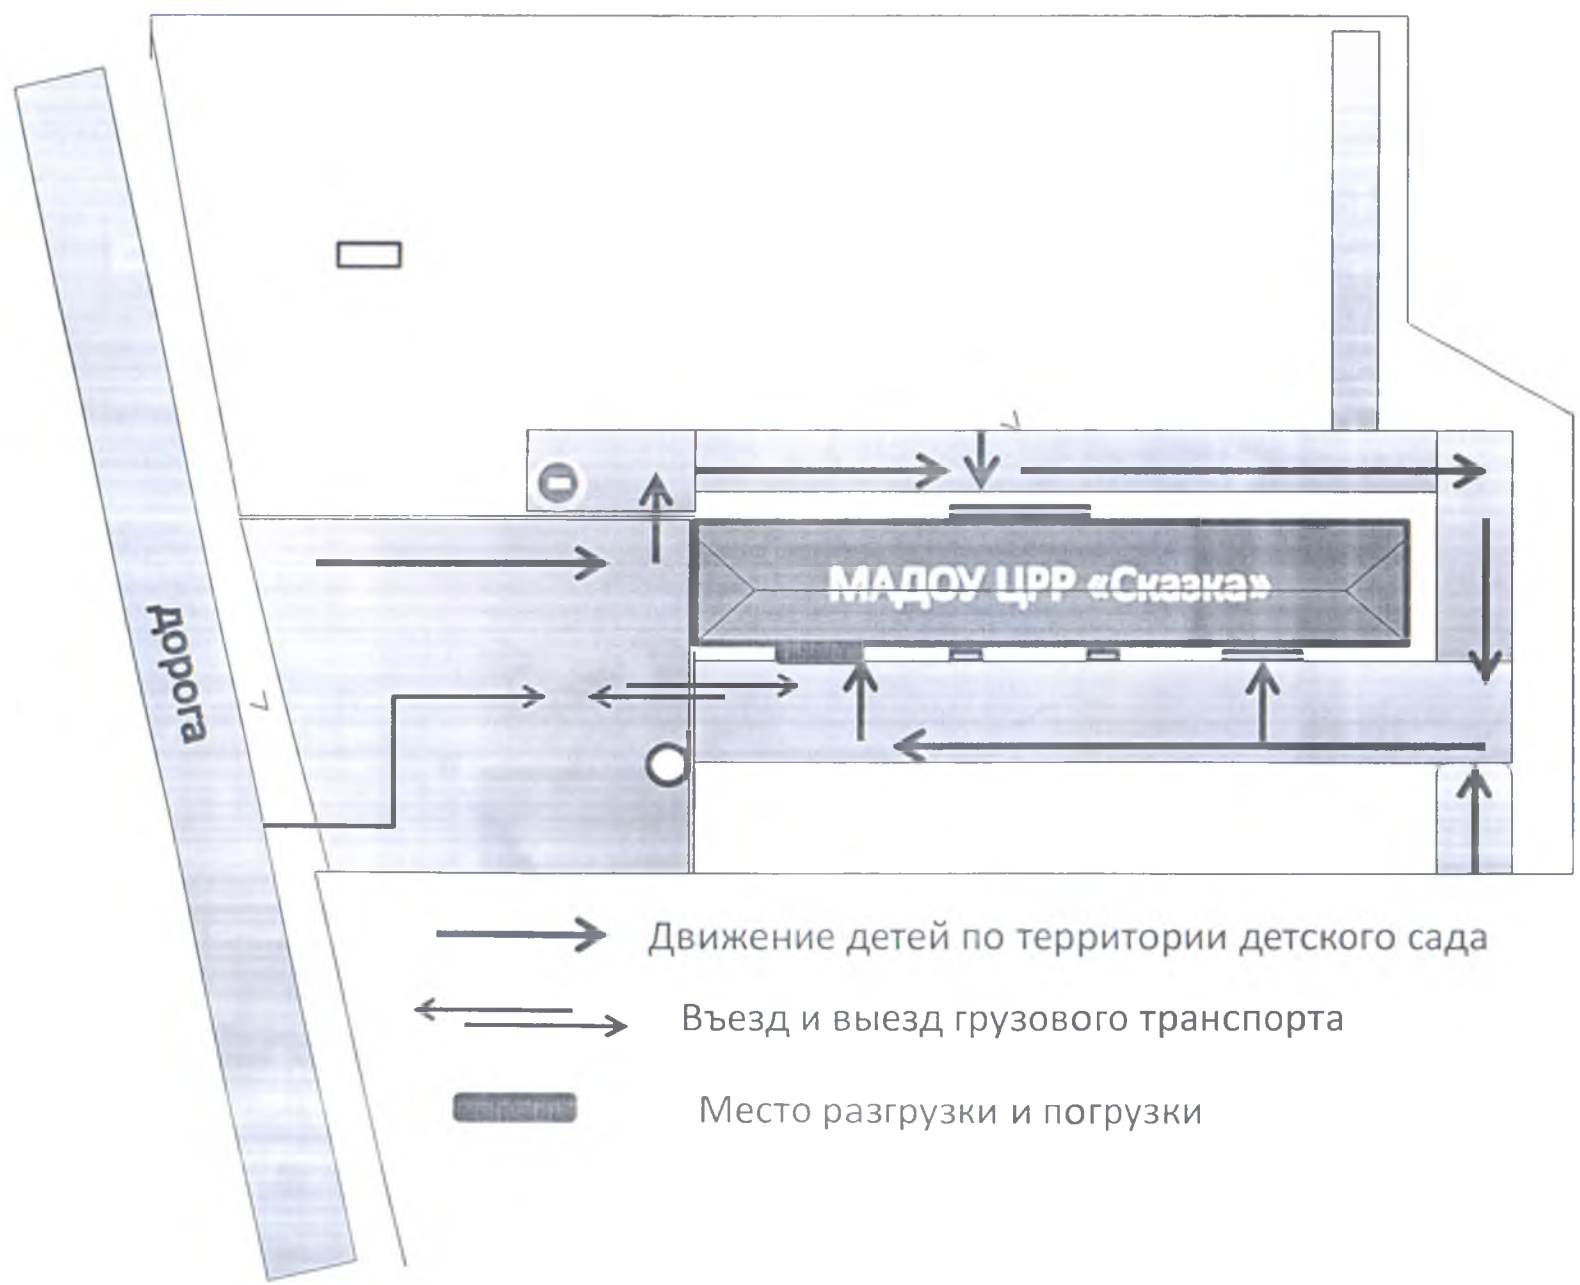 МАДОУ ЦРР «Сказка»
дорога
Движение детей по территории детского сада
Въезд и выезд грузового транспорта
Место разгрузки и погрузки